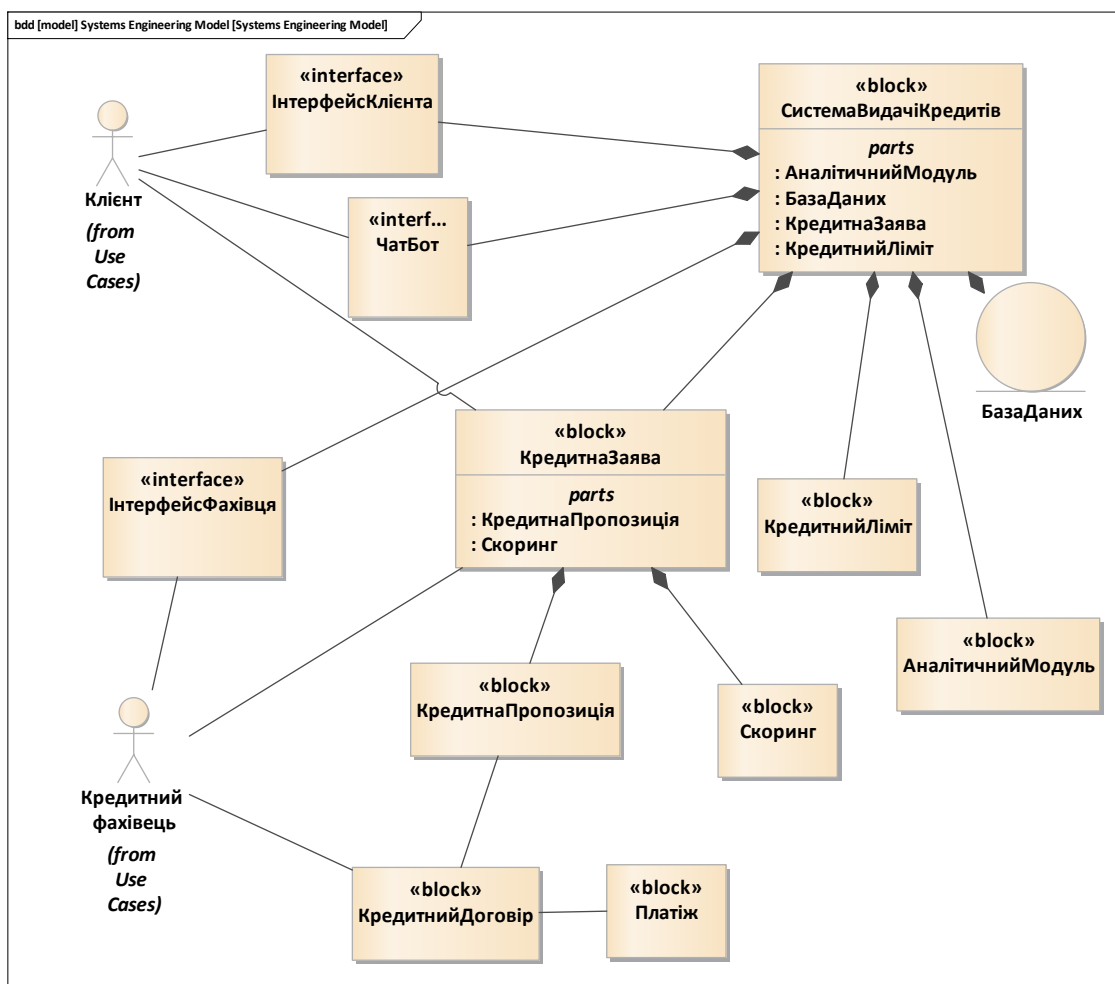 bdd [model] Systems Engineering Model [Systems Engineering Model]
«interface»
ІнтерфейсКлієнта
«block»
СистемаВидачіКредитів
parts
: АналітичнийМодуль
: БазаДаних
: КредитнаЗаява
: КредитнийЛіміт
Клієнт
(from
Use
Cases)
«interf...
ЧатБот
БазаДаних
«block»
КредитнаЗаява
parts
: КредитнаПропозиція
: Скоринг
«interface»
ІнтерфейсФахівця
«block»
КредитнийЛіміт
«block»
АналітичнийМодуль
«block»
КредитнаПропозиція
«block»
Скоринг
Кредитний
фахівець
(from
Use
Cases)
«block»
КредитнийДоговір
«block»
Платіж